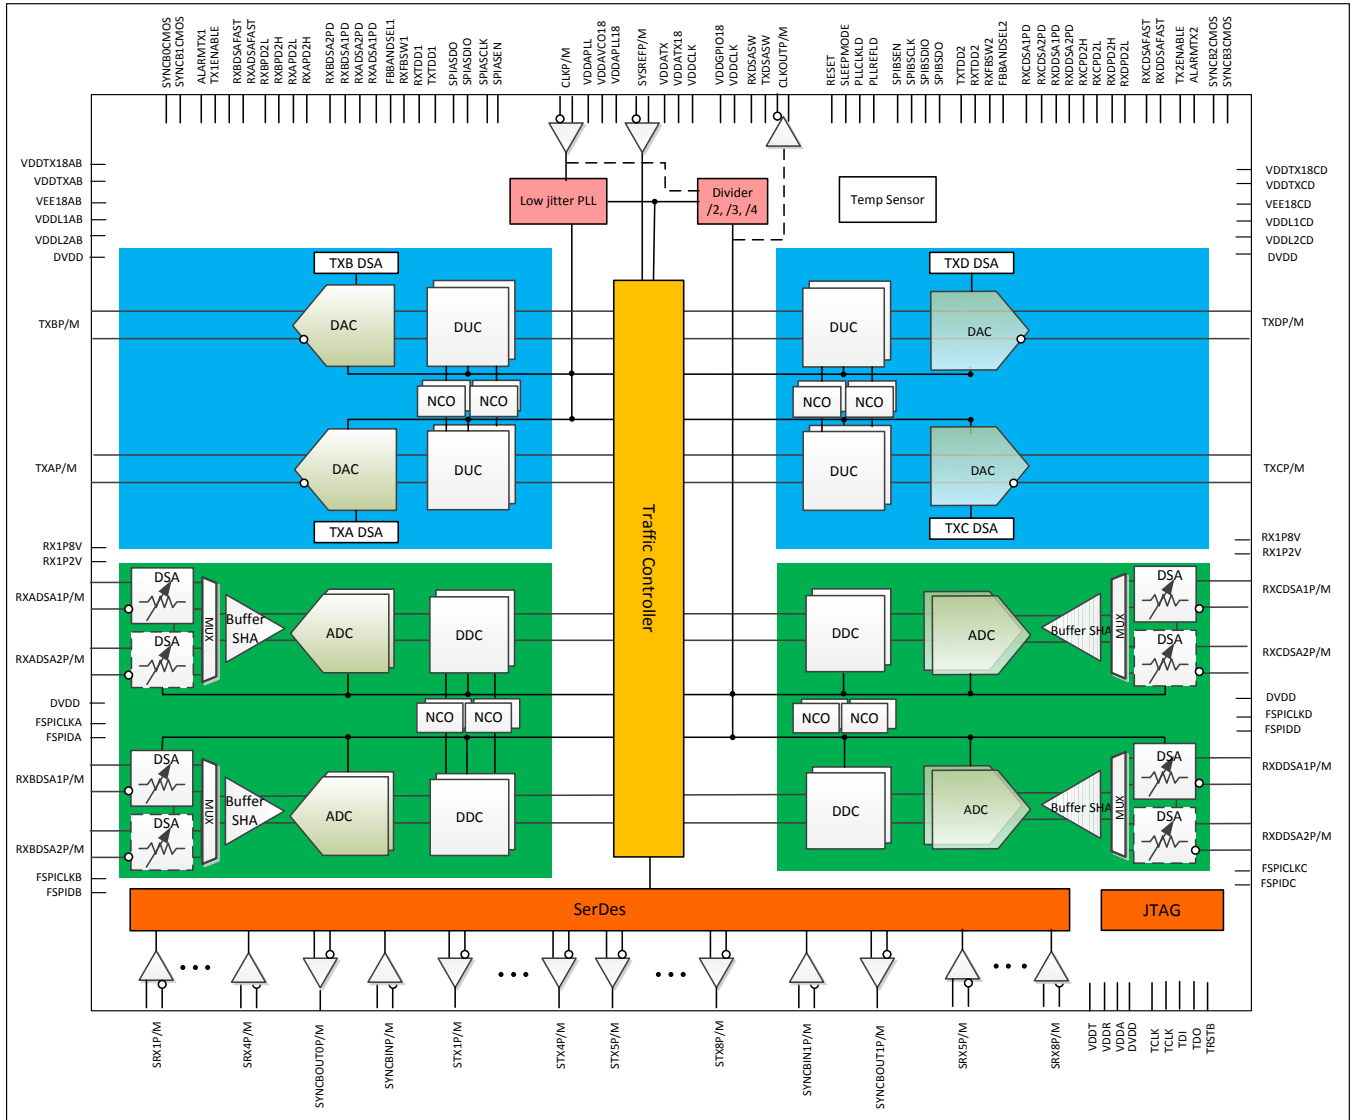 SYNCB0CMOS
SYNCB1CMOS
ALARMTX1
TX1ENABLE
RXBDSAFAST
RXADSAFAST
RXBPD2L
RXBPD2H
RXAPD2L
RXAPD2H
RXBDSA2PD
RXBDSA1PD
RXADSA2PD
RXADSA1PD
FBBANDSEL1
RXFBSW1
RXTDD1
TXTDD1
SPIASDO
SPIASDIO
SPIASCLK
SPIASEN
CLKP/M
VDDAPLL
VDDAVCO18
VDDAPLL18
SYSREFP/M
VDDATX
VDDATX18
VDDCLK
VDDGPIO18
VDDCLK
RXDSASW
TXDSASW
CLKOUTP/M
RESET
SLEEPMODE
PLLCLKLD
PLLREFLD
SPIBSEN
SPIBSCLK
SPIBSDIO
SPIBSDO
TXTDD2
RXTDD2
RXFBSW2
FBBANDSEL2
RXCDSA1PD
RXCDSA2PD
RXDDSA1PD
RXDDSA2PD
RXCPD2H
RXCPD2L
RXDPD2H
RXDPD2L
RXCDSAFAST
RXDDSAFAST
TX2ENABLE
ALARMTX2
SYNCB2CMOS
SYNCB3CMOS
VDDTX18AB
VDDTXAB
VEE18AB
VDDL1AB
VDDL2AB
DVDD
Low jitter PLL
Divider
/2, /3, /4
Temp Sensor
VDDTX18CD
VDDTXCD
VEE18CD
VDDL1CD
VDDL2CD
DVDD
TXB DSA
TXD DSA
TXBP/M
DAC
DUC
DUC
DAC
TXDP/M
NCO
NCO
NCO
NCO
TXAP/M
DAC
DUC
DUC
DAC
TXCP/M
TXA DSA
TXC DSA
Traffic Controller
RX1P8V
RX1P2V
RX1P8V
RX1P2V
RXADSA1P/M
DSA
MUX
Buffer
SHA
ADC
DDC
DDC
ADC
Buffer SHA
MUX
DSA
RXCDSA1P/M
RXADSA2P/M
DSA
DSA
RXCDSA2P/M
DVDD
FSPICLKA
FSPIDA
NCO
NCO
NCO
NCO
DVDD
FSPICLKD
FSPIDD
RXBDSA1P/M
DSA
MUX
Buffer
SHA
ADC
DDC
DDC
ADC
Buffer SHA
MUX
DSA
RXDDSA1P/M
RXBDSA2P/M
DSA
DSA
RXDDSA2P/M
FSPICLKB
FSPIDB
FSPICLKC
FSPIDC
SerDes
JTAG
SRX1P/M
SRX4P/M
SYNCBOUT0P/M
SYNCBINP/M
STX1P/M
STX4P/M
STX5P/M
STX8P/M
SYNCBIN1P/M
SYNCBOUT1P/M
SRX5P/M
SRX8P/M
VDDT
VDDR
VDDA
DVDD
TCLK
TCLK
TDI
TDO
TRSTB